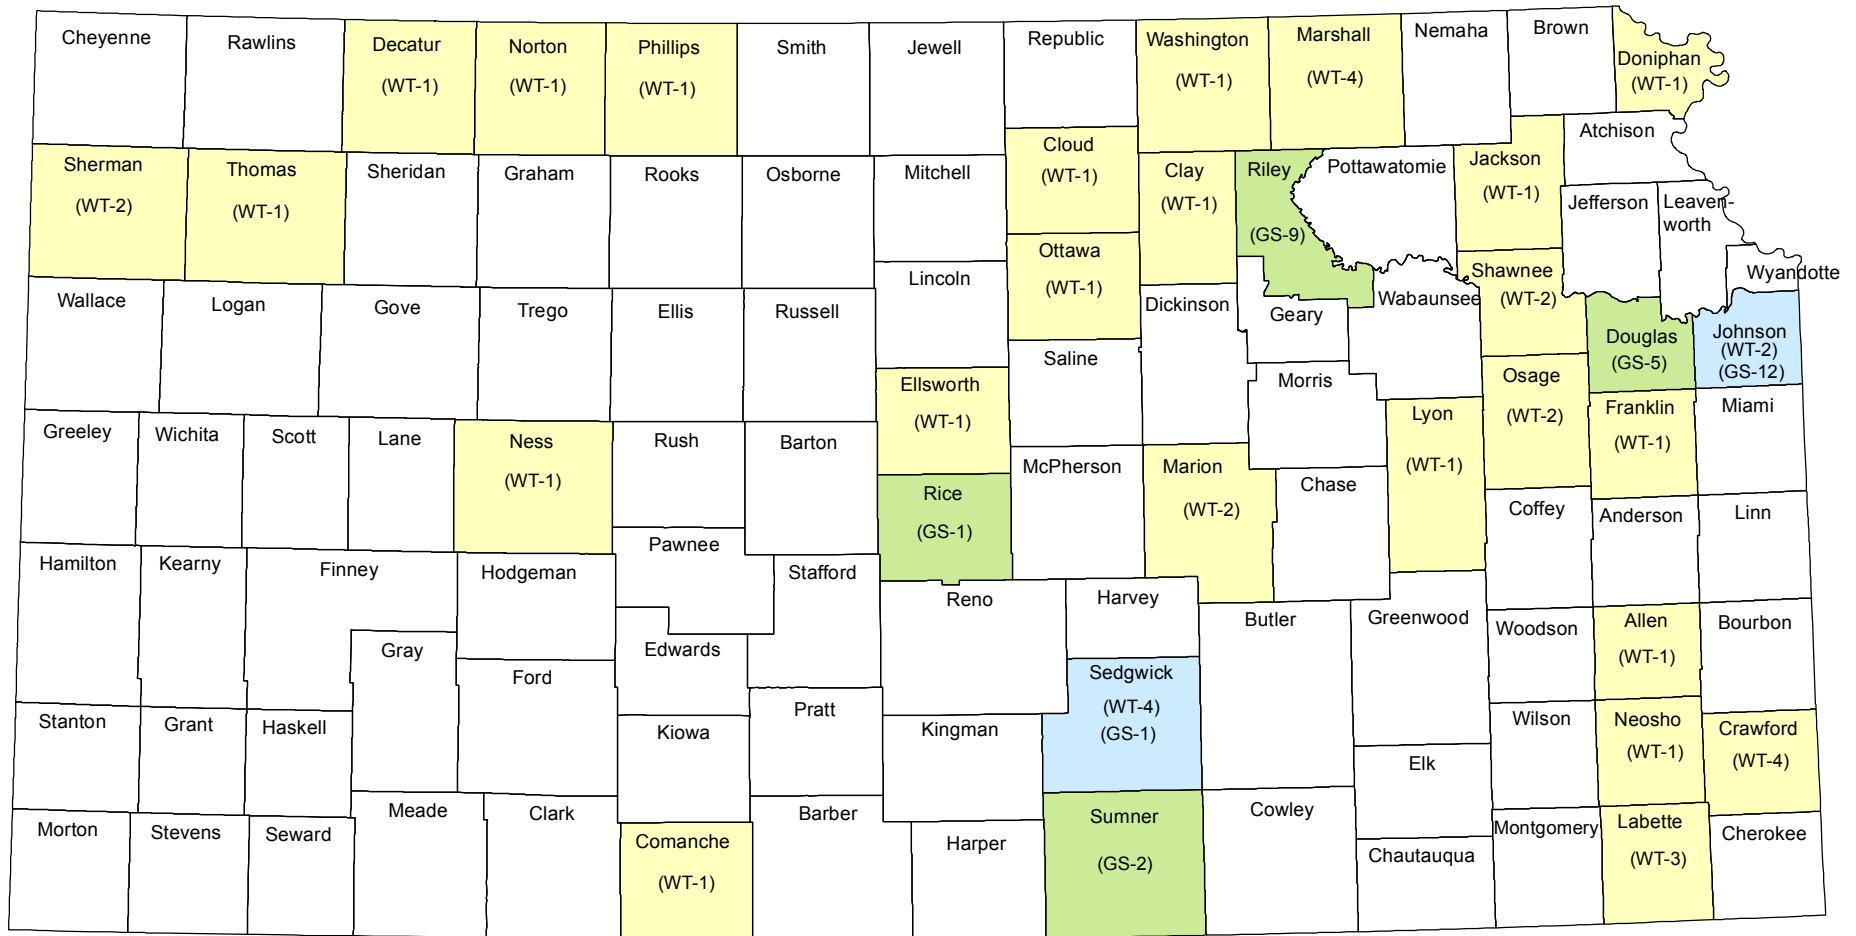 Cheyenne
Rawlins
Decatur
(WT-1)
Norton
(WT-1)
Phillips
(WT-1)
Smith
Jewell
Republic
Washington
(WT-1)
Marshall
(WT-4)
Nemaha
Brown
Doniphan
(WT-1)
Sherman
(WT-2)
Thomas
(WT-1)
Sheridan
Graham
Rooks
Osborne
Mitchell
Cloud
(WT-1)
Clay
(WT-1)
Riley
(GS-9)
Pottawatomie
Jackson
(WT-1)
Atchison
Jefferson
Leaven-
worth
Wyandotte
Wallace
Logan
Gove
Trego
Ellis
Russell
Lincoln
Ottawa
(WT-1)
Dickinson
Geary
Wabaunsee
Shawnee
(WT-2)
Douglas
(GS-5)
Johnson
(WT-2)
(GS-12)
Saline
Ellsworth
(WT-1)
Morris
Osage
(WT-2)
Franklin
(WT-1)
Miami
Greeley
Wichita
Scott
Lane
Ness
(WT-1)
Rush
Barton
Rice
(GS-1)
McPherson
Marion
(WT-2)
Chase
Lyon
(WT-1)
Coffey
Anderson
Linn
Hamilton
Kearny
Finney
Hodgeman
Pawnee
Stafford
Reno
Harvey
Butler
Greenwood
Woodson
Allen
(WT-1)
Bourbon
Gray
Ford
Edwards
Sedgwick
(WT-4)
(GS-1)
Stanton
Grant
Haskell
Kiowa
Pratt
Kingman
Elk
Wilson
Neosho
(WT-1)
Crawford
(WT-4)
Morton
Stevens
Seward
Meade
Clark
Comanche
(WT-1)
Barber
Harper
Sumner
(GS-2)
Cowley
Chautauqua
Montgomery
Labette
(WT-3)
Cherokee